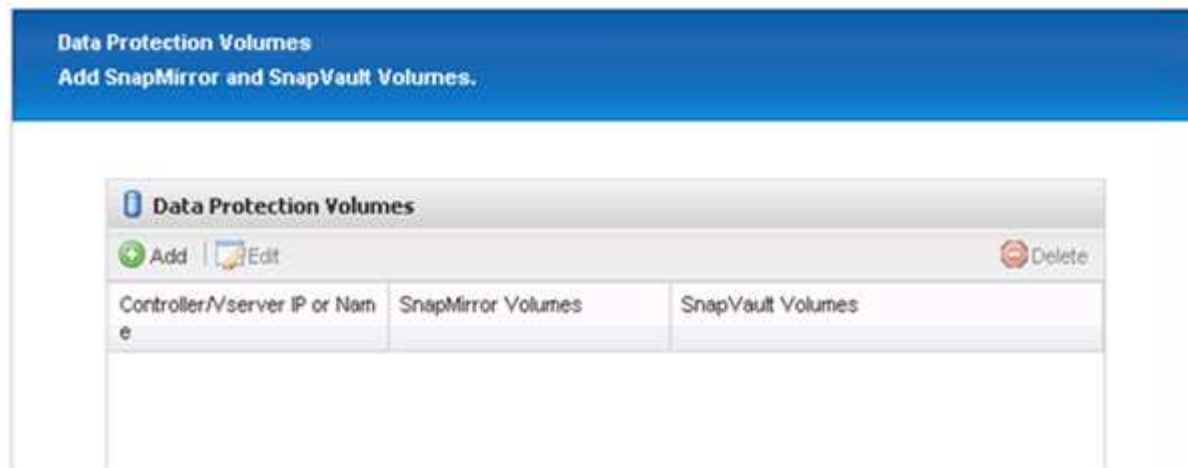 Data Protection Volumes
Add SnapMirror and SnapVault Volumes.
Data Protection Volumes
Add Edit Delete
Controller/Vserver IP or Nam SnapMirror Volumes SnapVault Volumes
e